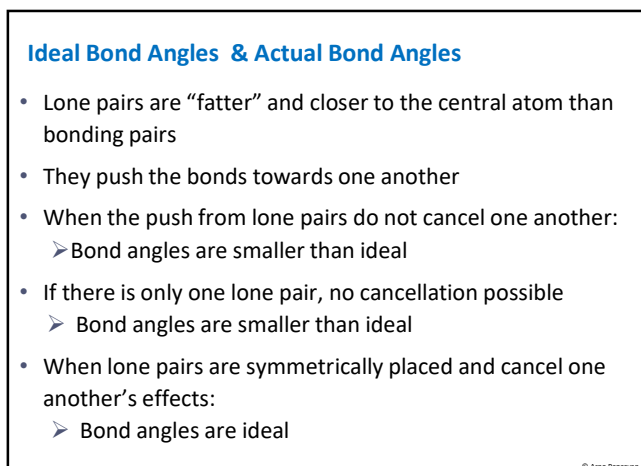 Ideal Bond Angles & Actual Bond Angles
• Lone pairs are “fatter” and closer to the central atom than
bonding pairs
• They push the bonds towards one another
• When the push from lone pairs do not cancel one another:
➢Bond angles are smaller than ideal
• If there is only one lone pair, no cancellation possible
➢ Bond angles are smaller than ideal
• When lone pairs are symmetrically placed and cancel one
another’s effects:
➢ Bond angles are ideal